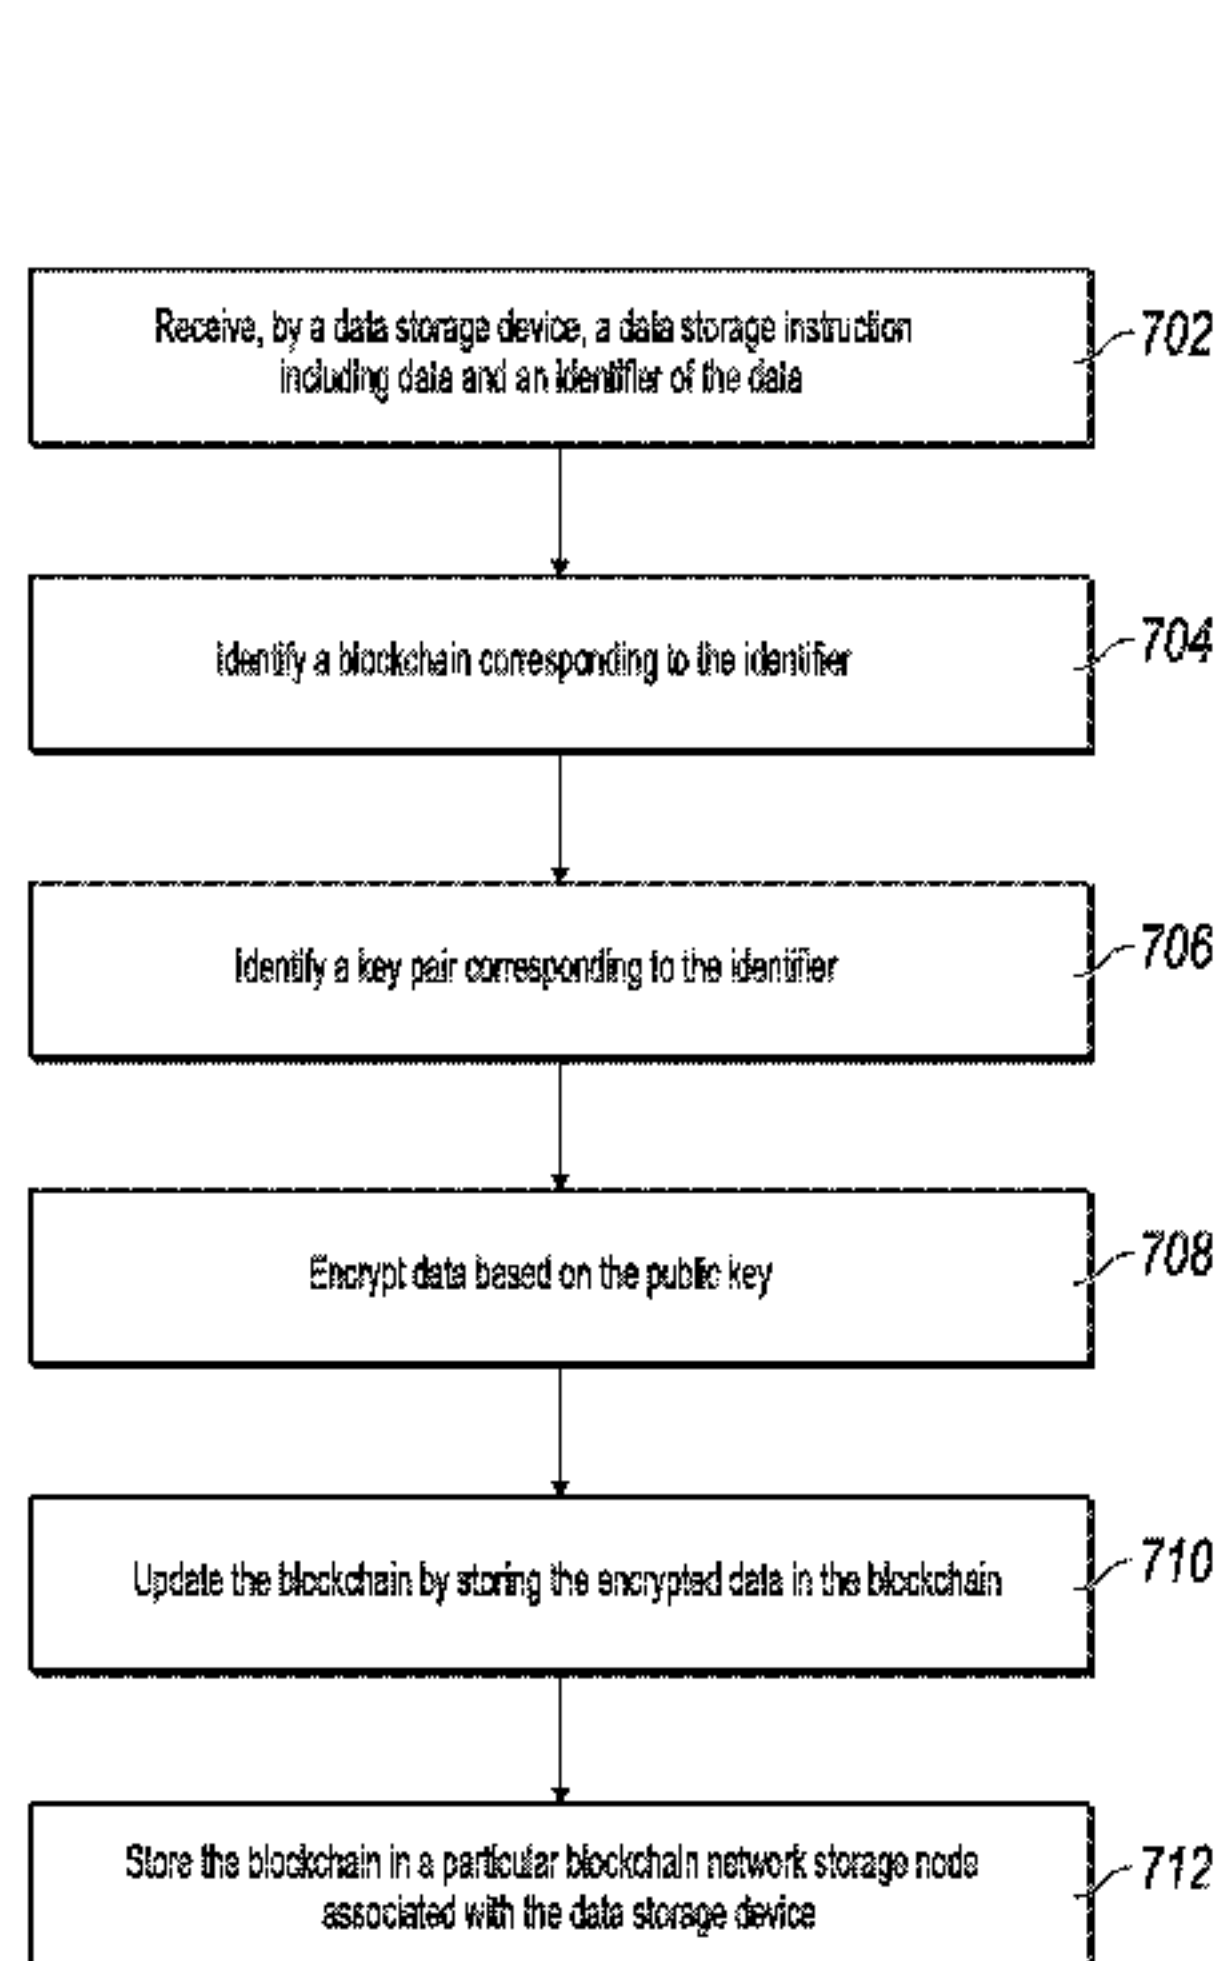 Receive, by a data storage device, a data storage instruction
including data and an identifier of the data
702
Identify a blockchain corresponding to the identifier
704
Identify a key pair corresponding to the identifier
706
Encrypt data based on the public key
708
Update the blockchain by storing the encrypted data in the blockchain
710
Store the blockchain in a particular blockchain network storage node
associated with the data storage device
712